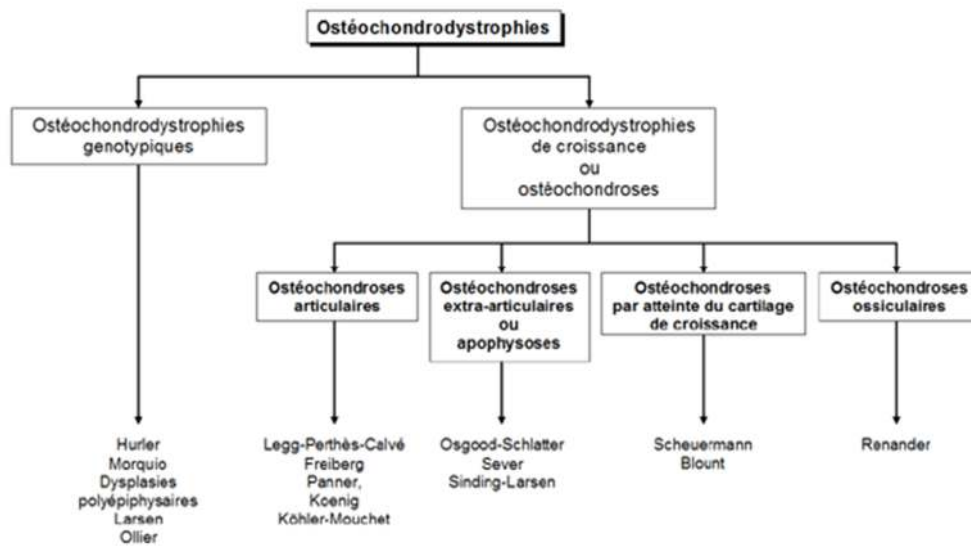 Ostéochondrodystrophies
Ostéochondrodystrophies
genotypiques
Ostéochondrodystrophies
de croissance
ou
ostéochondroses
Ostéochondroses
articulaires
Ostéochondroses
extra-articulaires
ou
apophysoses
Ostéochondroses
par atteinte du cartilage
de croissance
Ostéochondroses
ossiculaires
Hurler
Morquio
Dysplasies
polyépiphysaires
Larsen
Ollier
Legg-Perthès-Calvé
Freiberg
Panner,
Koenig
Köhler-Mouchet
Osgood-Schlatter
Sever
Sinding-Larsen
Scheuermann
Blount
Renander